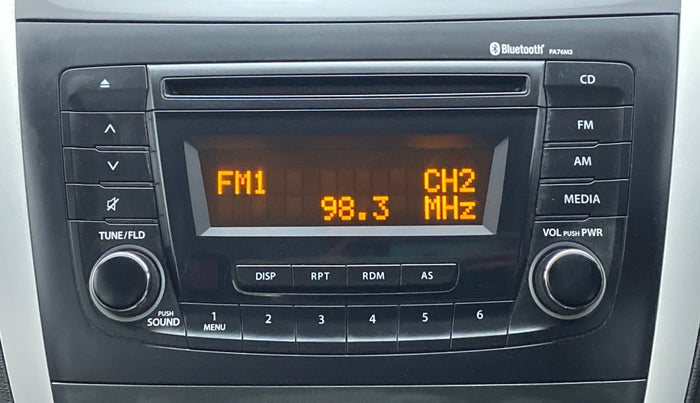 Bluetooth PA76M3
CD
FM
AM
MEDIA
FM1 CH2
98.3 MHz
TUNE/FLD
VOL PUSH PWR
DISP RPT RDM AS
PUSH
SOUND
1 2 3 4 5 6
MENU